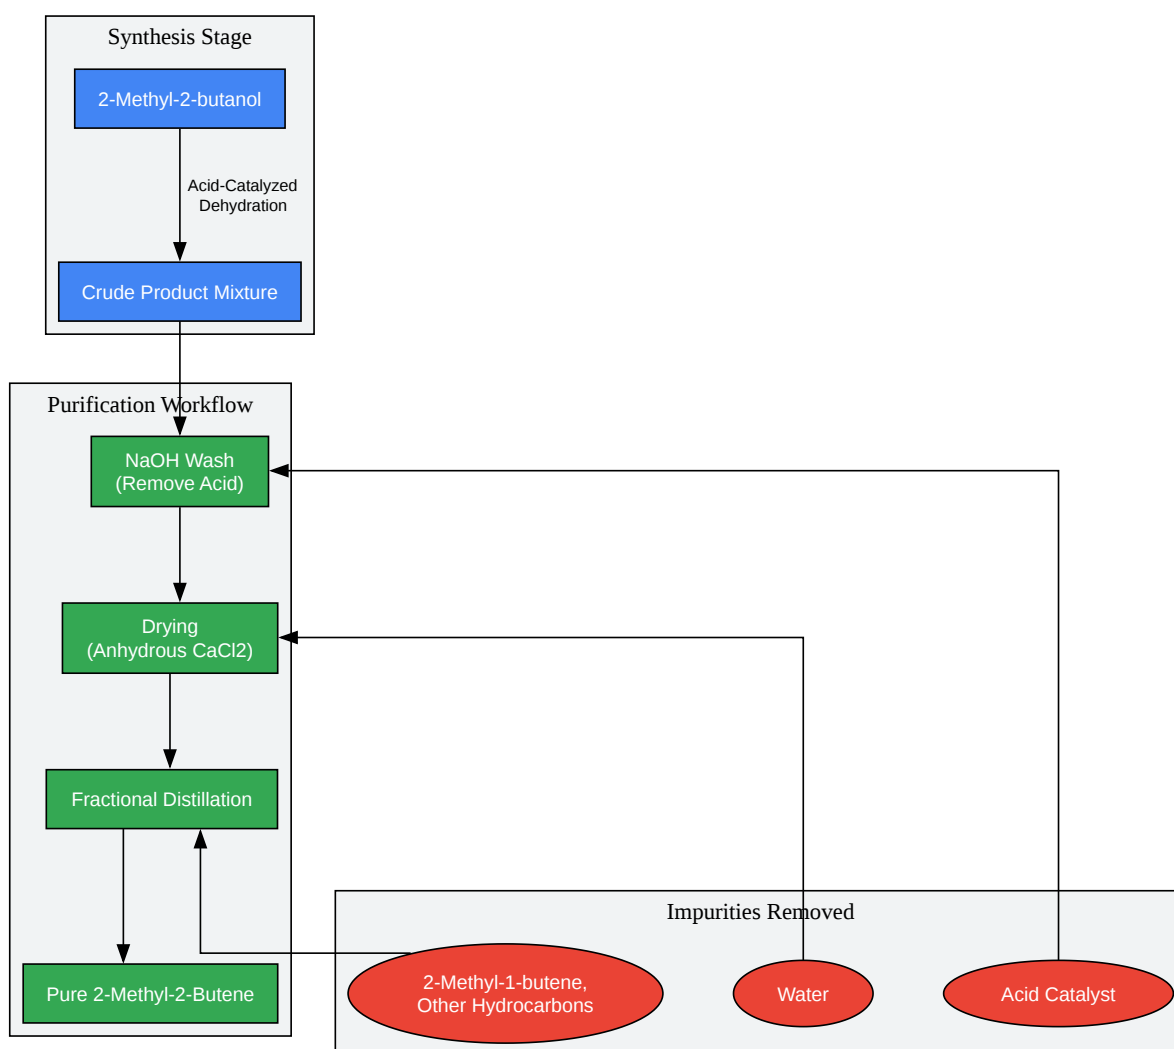 Synthesis Stage
2-Methyl-2-butanol
Acid-Catalyzed
Dehydration
Crude Product Mixture
Purification Workflow
NaOH Wash
(Remove Acid)
Drying
(Anhydrous CaCl2)
Fractional Distillation
Pure 2-Methyl-2-Butene
Impurities Removed
2-Methyl-1-butene,
Other Hydrocarbons
Water
Acid Catalyst